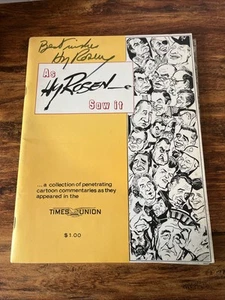 Best wishes
Hy Rosen
As
HY ROSEN
Saw it
...a collection of penetrating
cartoon commentaries as they
appeared in the
TIMES UNION
$1.00